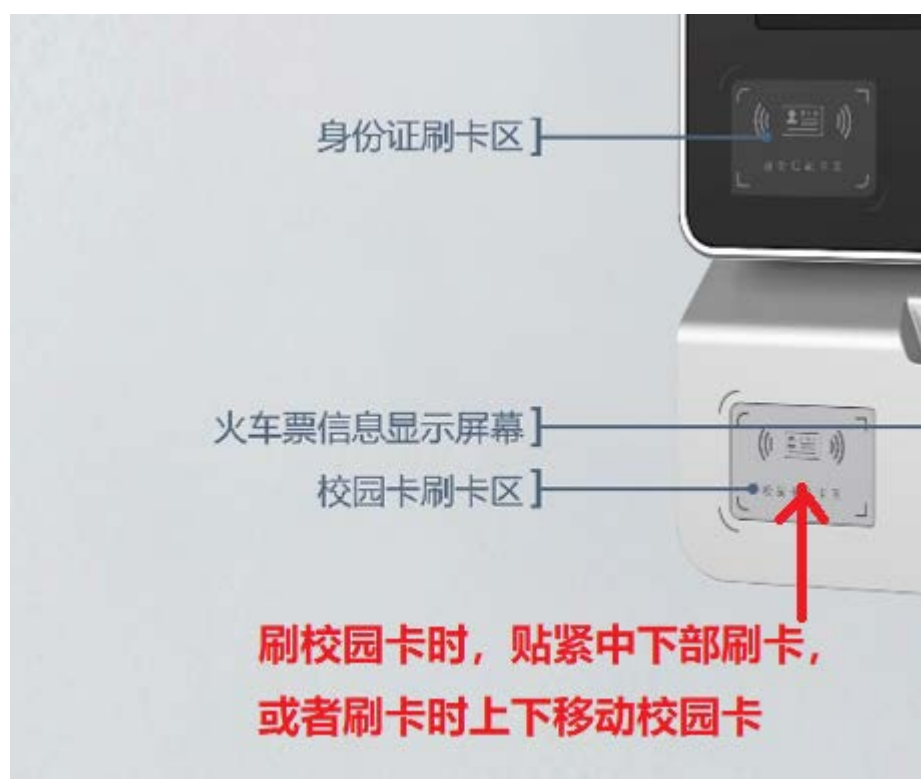 身份证刷卡区
火车票信息显示屏幕
校园卡刷卡区
刷校园卡时，贴紧中下部刷卡，
或者刷卡时上下移动校园卡